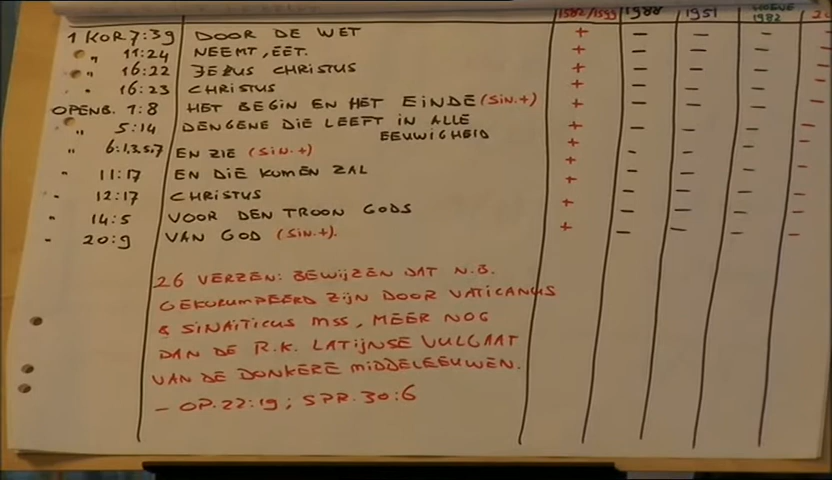 1582/1599 1988 1951 1982
1 KOR 7:39 DOOR DE WET + — — —
" 11:24 NEEMT, EET. + — — — —
" 16:22 JEZUS CHRISTUS + — — — —
" 16:23 CHRISTUS + — — — —
OPENB. 1:8 HET BEGIN EN HET EINDE (SIN.+) + — — — —
" 5:14 DENGENE DIE LEEFT IN ALLE + — — — —
EEUWIGHEID
" 6:1,3,5,7 EN ZIE (SIN.+) + - - - -
" 11:17 EN DIE KOMEN ZAL + — — — —
" 12:17 CHRISTUS + — — — —
" 14:5 VOOR DEN TROON GODS + — — — —
" 20:9 VAN GOD (SIN.+). + — — — —
26 VERZEN: BEWIJZEN DAT N.B.
GEKORUMPEERD ZIJN DOOR VATICANUS
& SINAITICUS MSS, MEER NOG
DAN DE R.K. LATIJNSE VULGAAT
VAN DE DONKERE MIDDELEEUWEN.
— OP. 22:19; SPR. 30:6